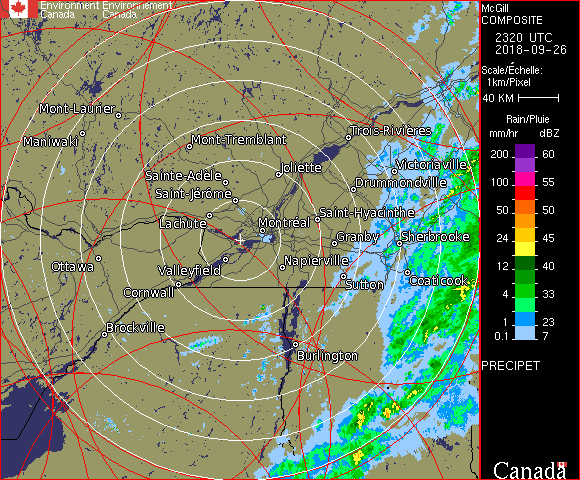 Environment Environnement
Canada Canada
McGill
COMPOSITE
2320 UTC
2018-09-26
Scale/Échelle:
1km/Pixel
40 KM
Rain/Pluie
mm/hr dBZ
200 60
150 57
100 55
50 50
24 45
12 40
4 33
1 23
0.1 7
PRECIPET
Canada
Mont-Laurier
Maniwaki
Mont-Tremblant
Trois-Rivières
Joliette
Victoriaville
Sainte-Adèle
Drummondville
Saint-Jérôme
Saint-Hyacinthe
Lachute
Montréal
Granby
Sherbrooke
Ottawa
Valleyfield
Napierville
Coaticook
Sutton
Cornwall
Brockville
Burlington